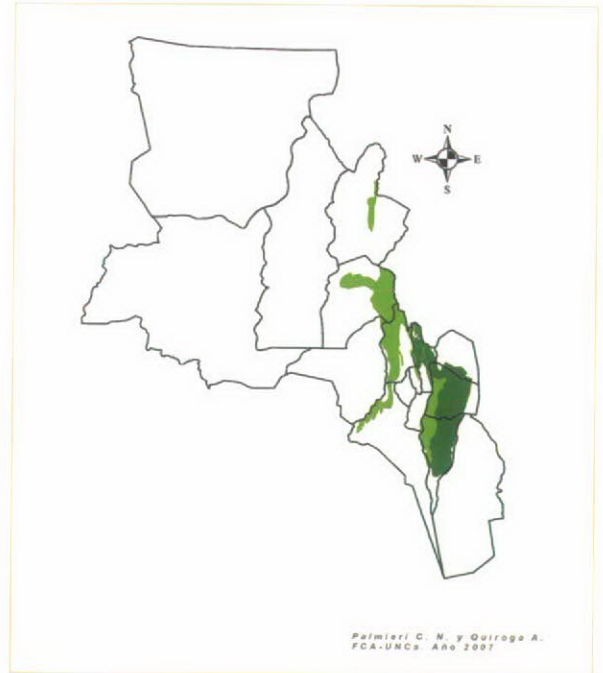 N
W E
S
Palmieri C. N. y Quiroga A.
FCA-UNCa. Año 2007